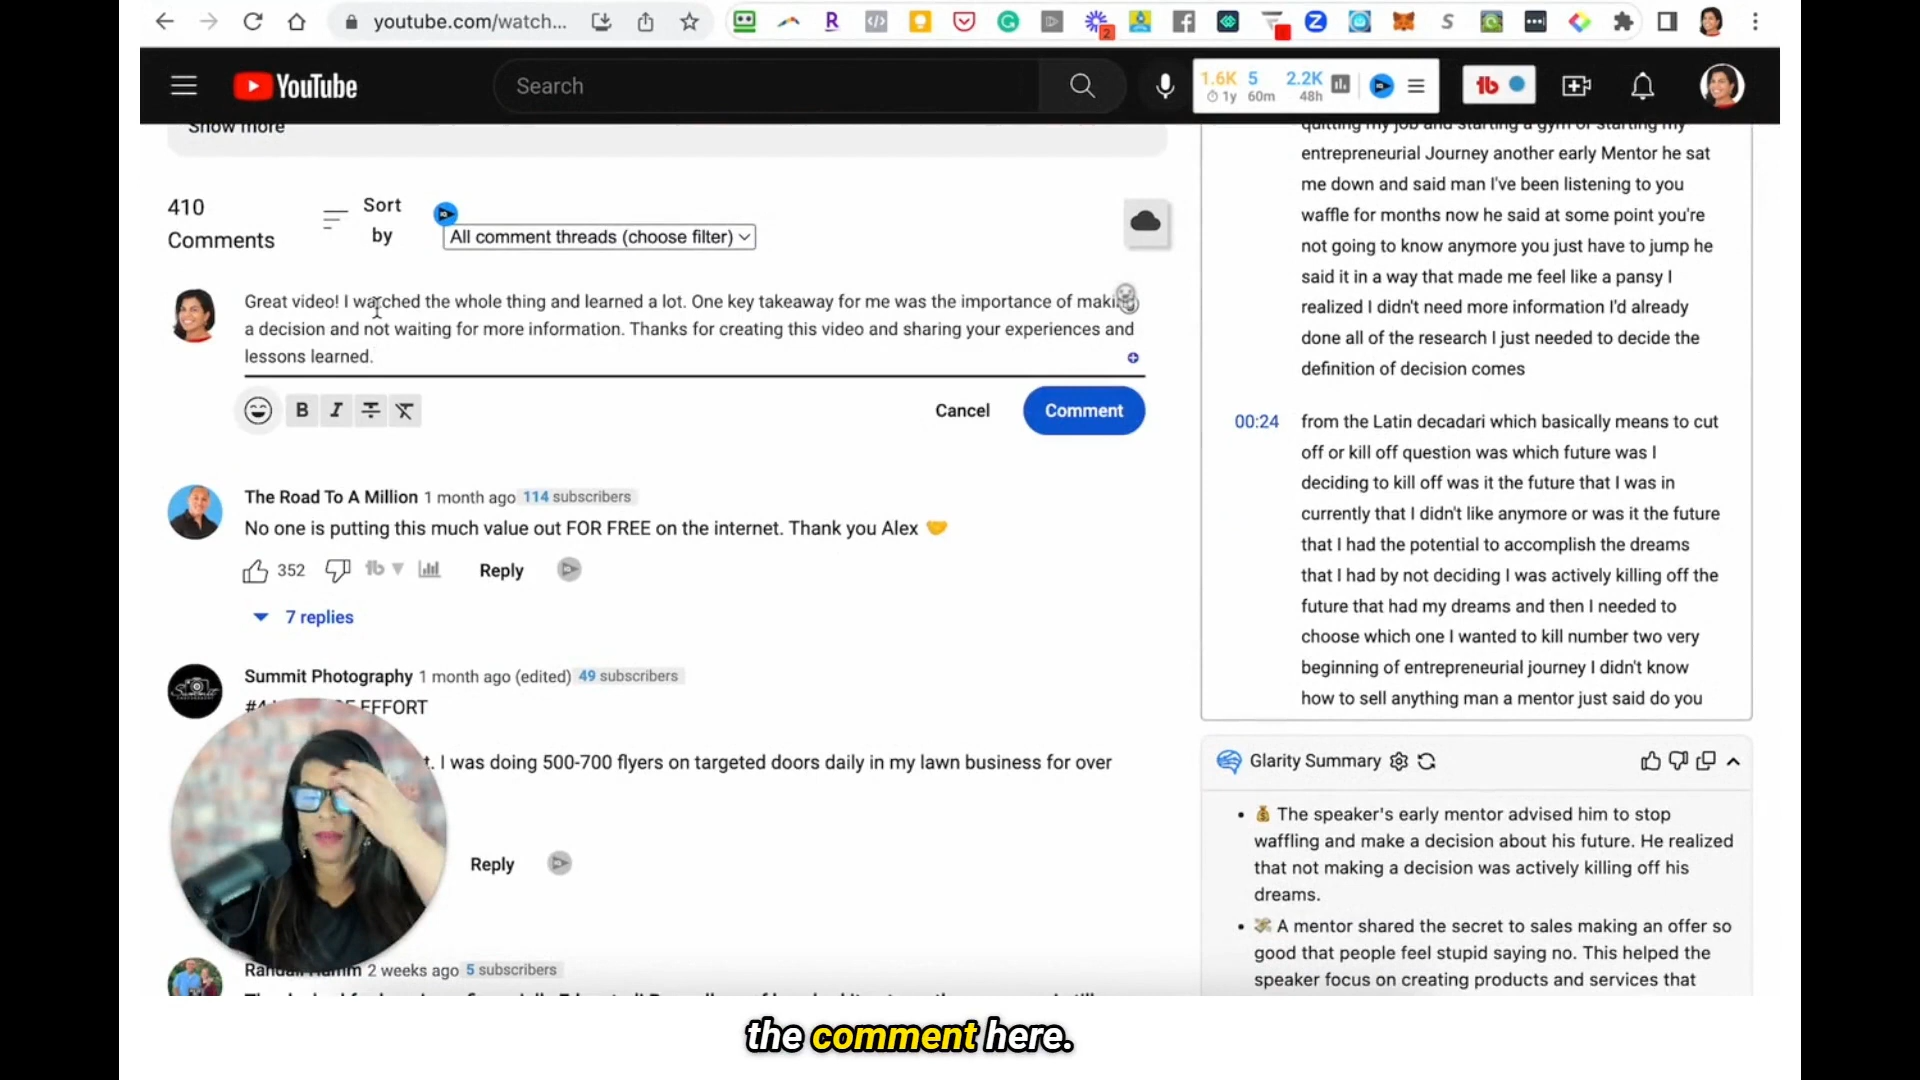 youtube.com/watch...
2
YouTube
Search
1.6K 5 2.2K
1y 60m 48h
Show more
410
Comments
Sort
by
All comment threads (choose filter)
Great video! I watched the whole thing and learned a lot. One key takeaway for me was the importance of making
a decision and not waiting for more information. Thanks for creating this video and sharing your experiences and
lessons learned.
B I
Cancel
Comment
The Road To A Million 1 month ago 114 subscribers
No one is putting this much value out FOR FREE on the internet. Thank you Alex
352
Reply
7 replies
Summit Photography 1 month ago (edited) 49 subscribers
EFFORT
t. I was doing 500-700 flyers on targeted doors daily in my lawn business for over
Reply
2 weeks ago 5 subscribers
quitting my job and starting a gym or starting my
entrepreneurial Journey another early Mentor he sat
me down and said man I've been listening to you
waffle for months now he said at some point you're
not going to know anymore you just have to jump he
said it in a way that made me feel like a pansy I
realized I didn't need more information I'd already
done all of the research I just needed to decide the
definition of decision comes
00:24
from the Latin decadari which basically means to cut
off or kill off question was which future was I
deciding to kill off was it the future that I was in
currently that I didn't like anymore or was it the future
that I had the potential to accomplish the dreams
that I had by not deciding I was actively killing off the
future that had my dreams and then I needed to
choose which one I wanted to kill number two very
beginning of entrepreneurial journey I didn't know
how to sell anything man a mentor just said do you
Glarity Summary
• The speaker's early mentor advised him to stop
waffling and make a decision about his future. He realized
that not making a decision was actively killing off his
dreams.
• A mentor shared the secret to sales making an offer so
good that people feel stupid saying no. This helped the
speaker focus on creating products and services that
the comment here.